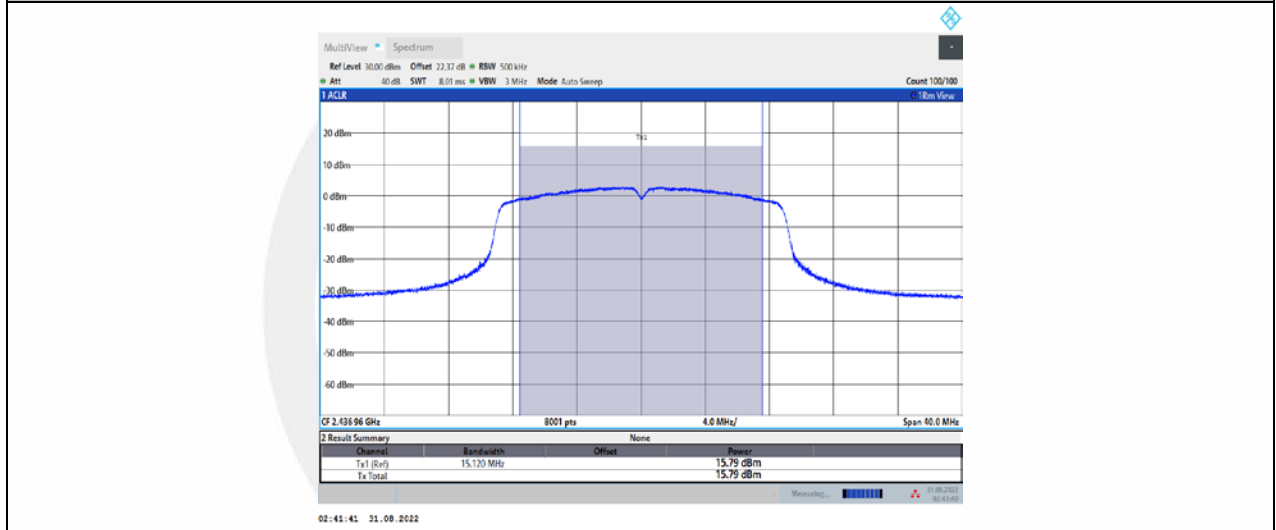 MultiView Spectrum
Ref Level 30.00 dBm Offset 22.37 dB RBW 500 kHz
Att 40 dB SWT 8.01 ms VBW 3 MHz Mode Auto Sweep Count 100/100
1 ACLR 1Rm View
Tx1
20 dBm
10 dBm
0 dBm
-10 dBm
-20 dBm
-30 dBm
-40 dBm
-50 dBm
-60 dBm
CF 2.43696 GHz 8001 pts 4.0 MHz/ Span 40.0 MHz
2 Result Summary None
Channel Bandwidth Offset Power
Tx1 (Ref) 15.120 MHz 15.79 dBm
Tx Total 15.79 dBm
Measuring... 31.08.2022
02:41:41 31.08.2022